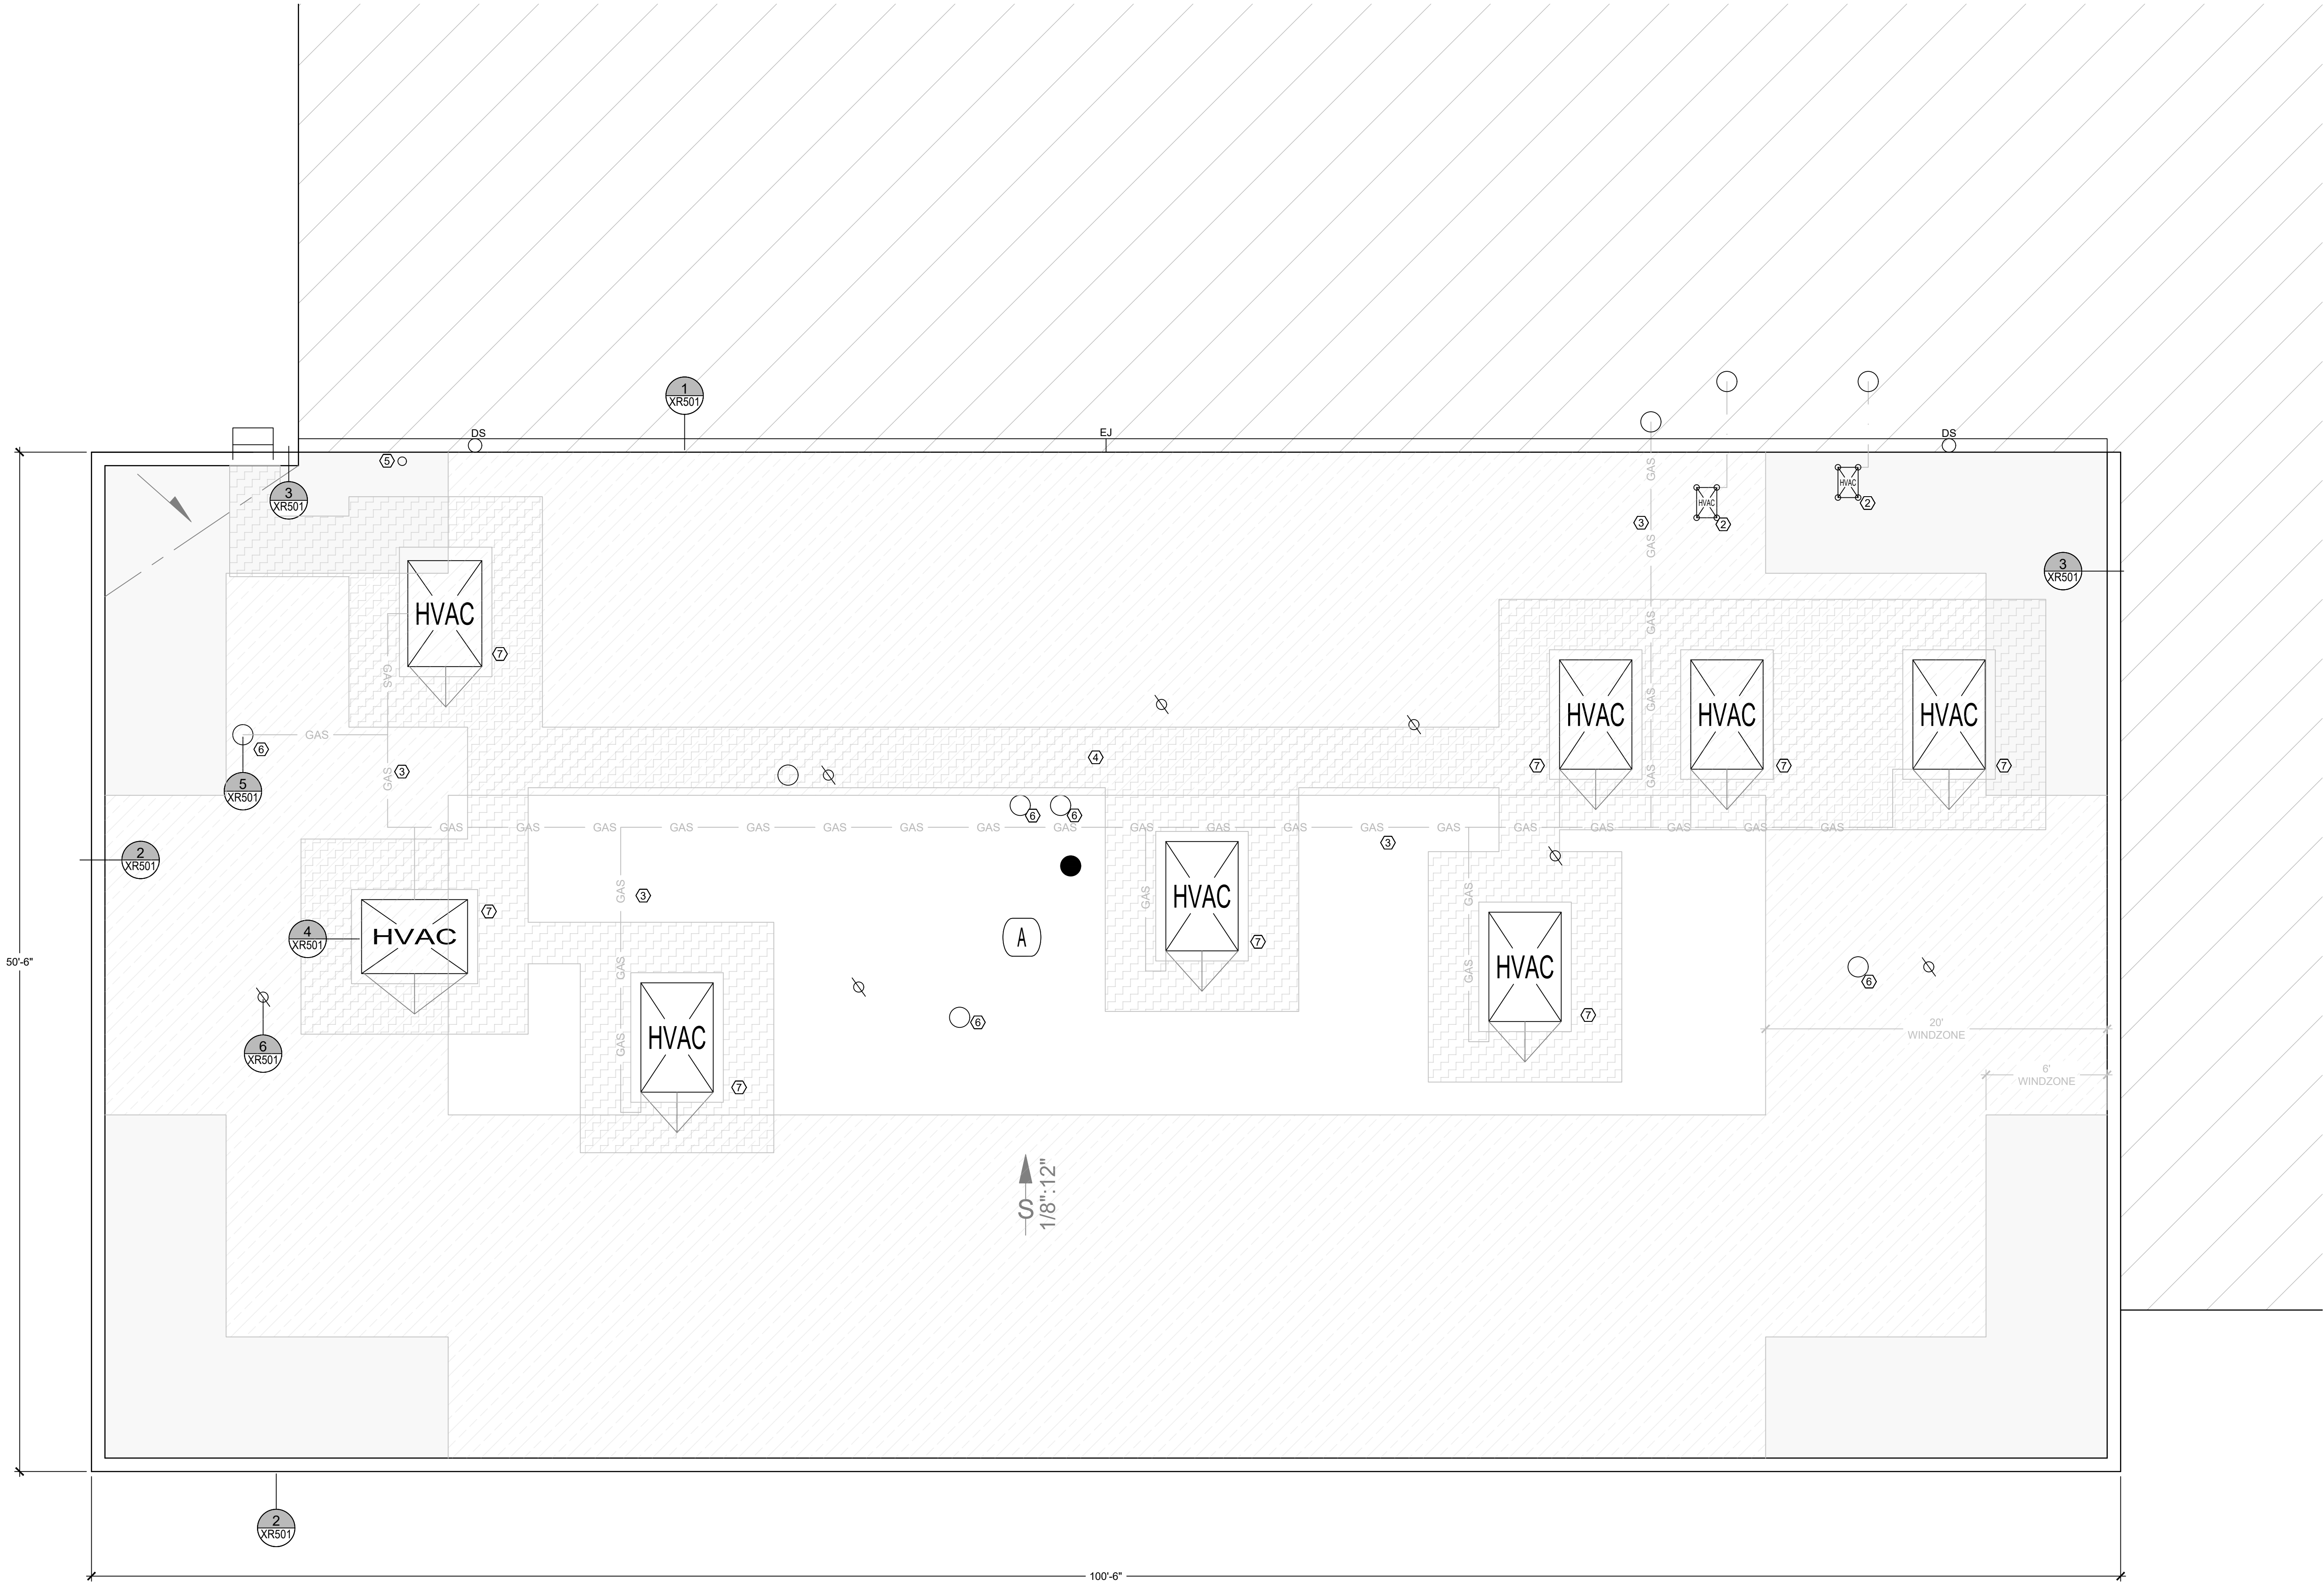 1
XR501
DS
EJ
DS
5
3
XR501
GAS
HVAC
2
HVAC
2
3
GAS
3
XR501
HVAC
7
GAS
GAS
GAS
6
5
XR501
GAS
3
4
GAS
HVAC
HVAC
HVAC
7
7
7
GAS
6
6
GAS GAS GAS GAS GAS GAS GAS GAS GAS GAS GAS GAS GAS GAS GAS GAS GAS GAS GAS
3
2
XR501
GAS
3
GAS
HVAC
7
GAS
HVAC
7
4
XR501
A
GAS
GAS
HVAC
7
6
50'-6"
6
XR501
GAS
HVAC
7
6
20'
WINDZONE
6'
WINDZONE
S
1/8":12"
2
XR501
100'-6"